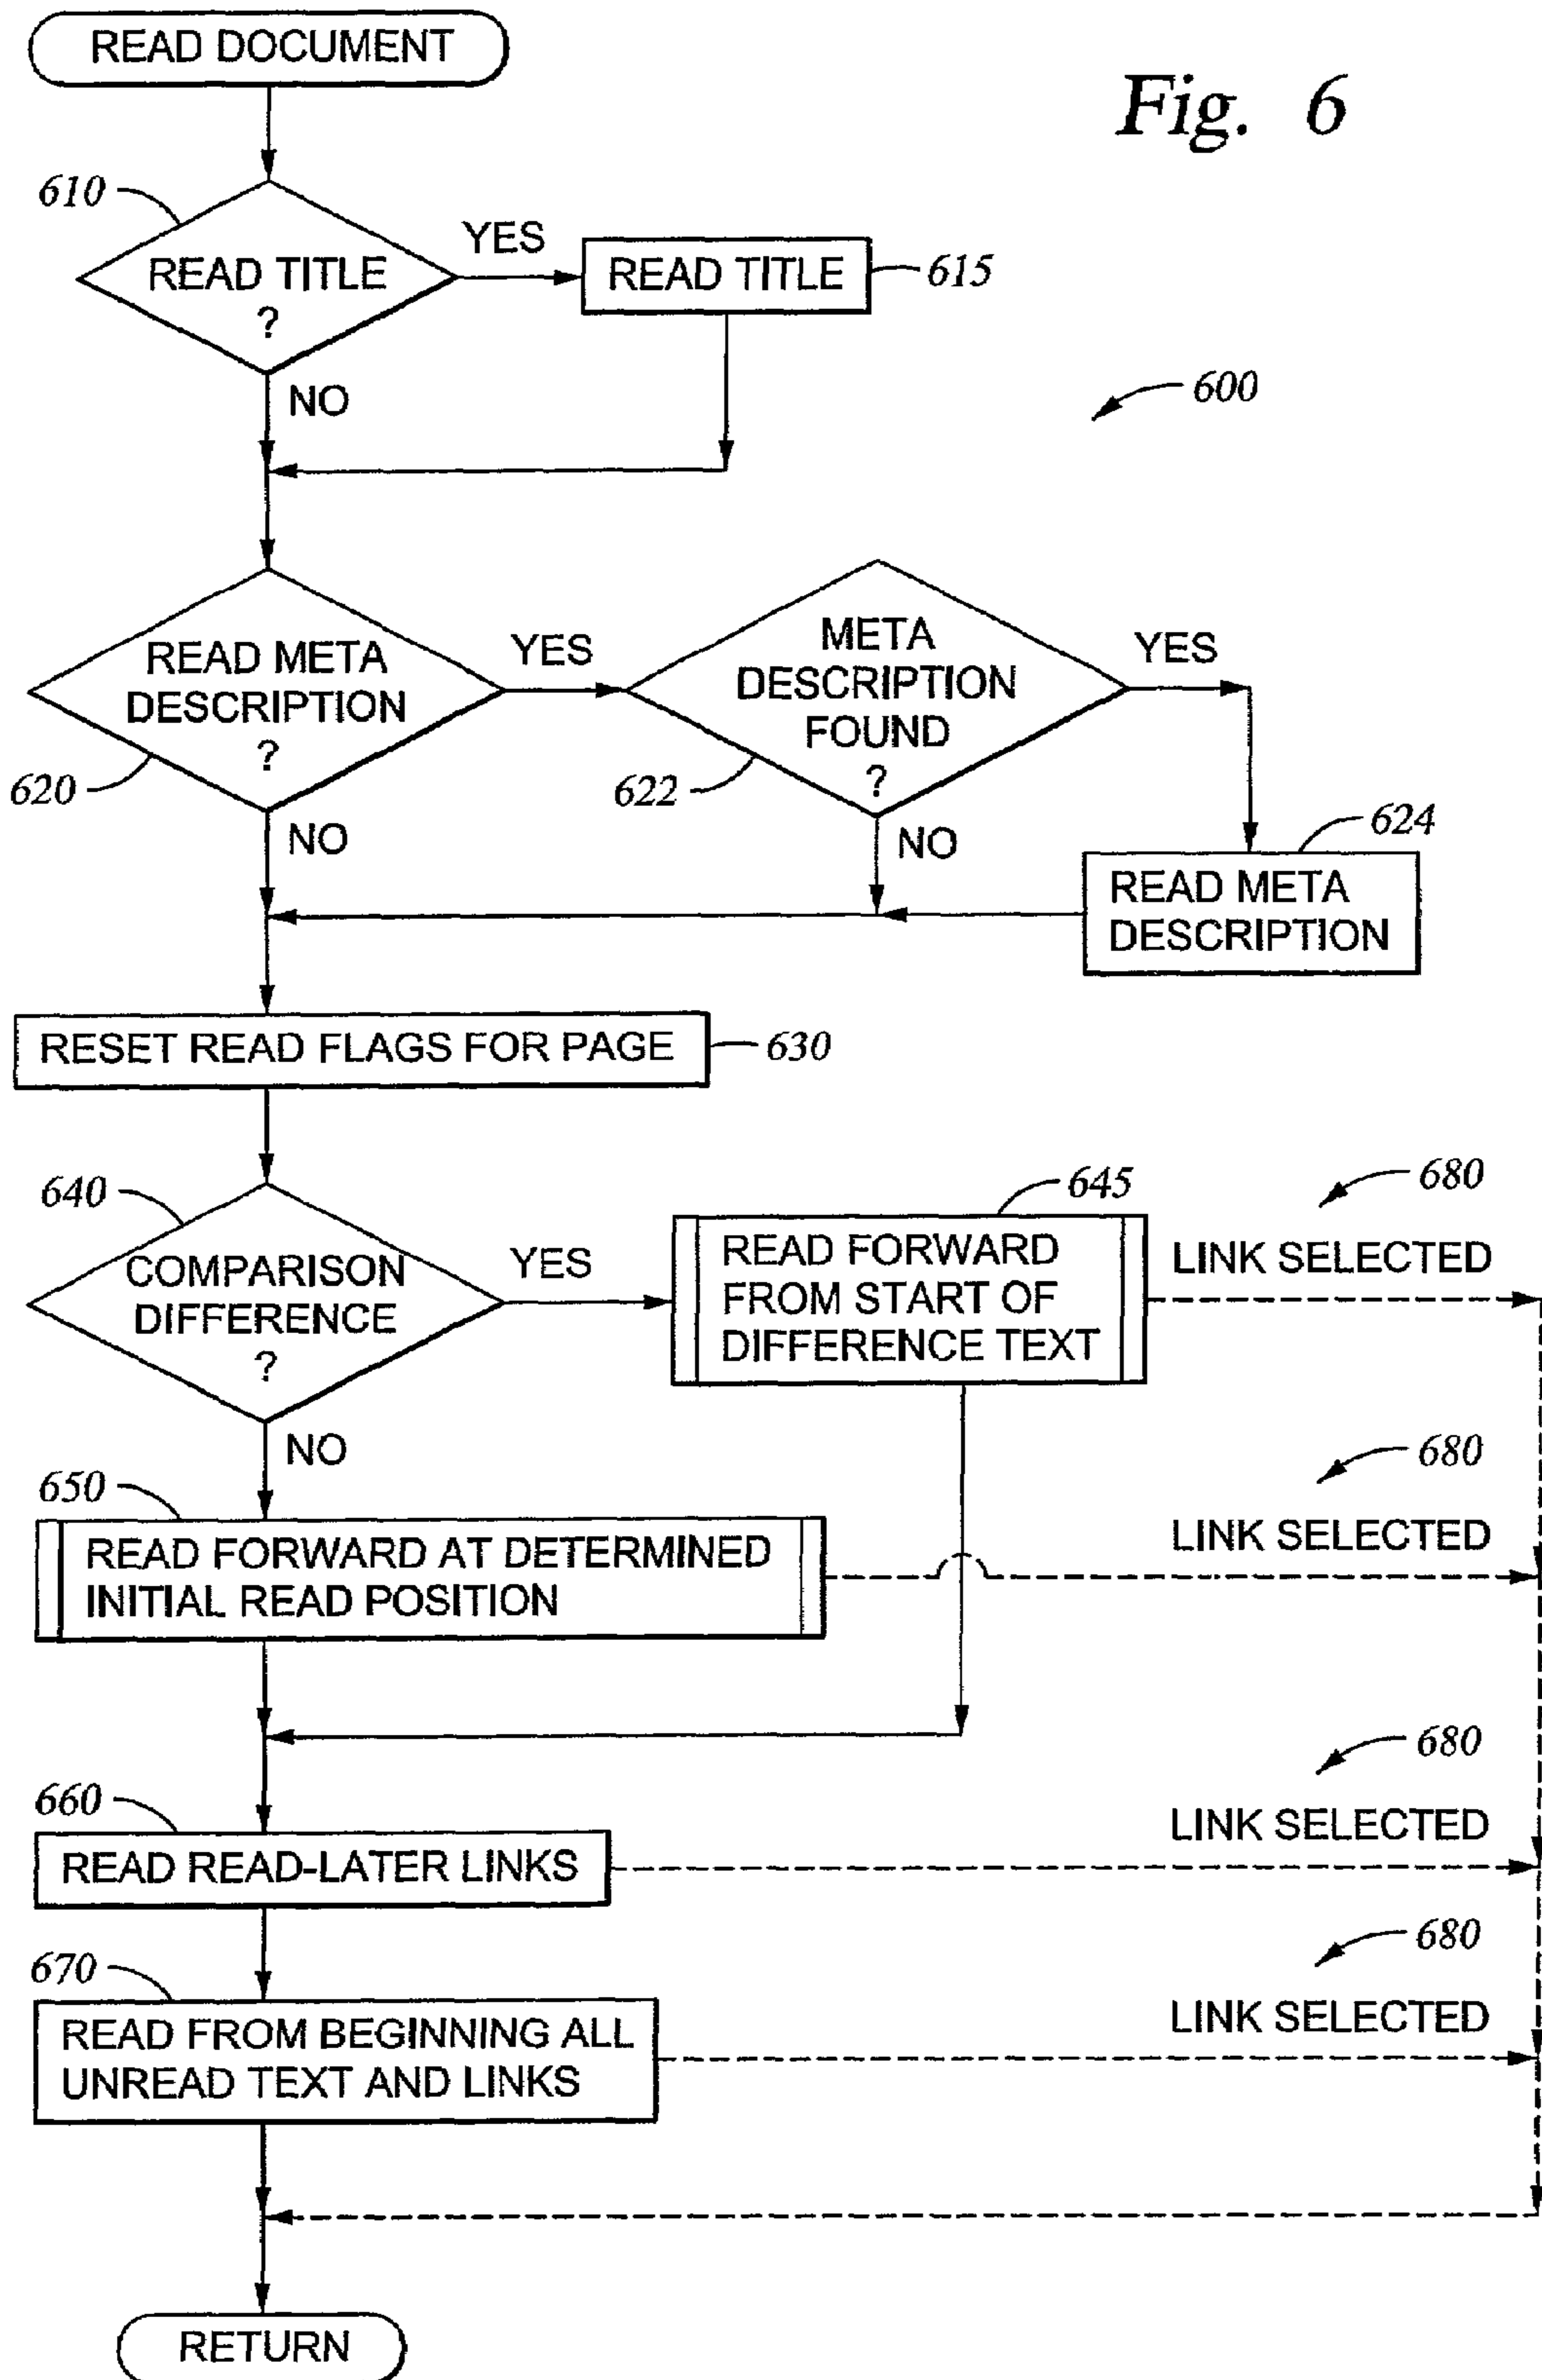 READ DOCUMENT
Fig. 6
610
READ TITLE
?
YES
READ TITLE
615
NO
600
READ META
DESCRIPTION
?
620
YES
META
DESCRIPTION
FOUND
?
622
YES
NO
NO
624
READ META
DESCRIPTION
RESET READ FLAGS FOR PAGE
630
640
COMPARISON
DIFFERENCE
?
YES
645
READ FORWARD
FROM START OF
DIFFERENCE TEXT
680
LINK SELECTED
NO
650
READ FORWARD AT DETERMINED
INITIAL READ POSITION
680
LINK SELECTED
660
READ READ-LATER LINKS
680
LINK SELECTED
670
READ FROM BEGINNING ALL
UNREAD TEXT AND LINKS
680
LINK SELECTED
RETURN